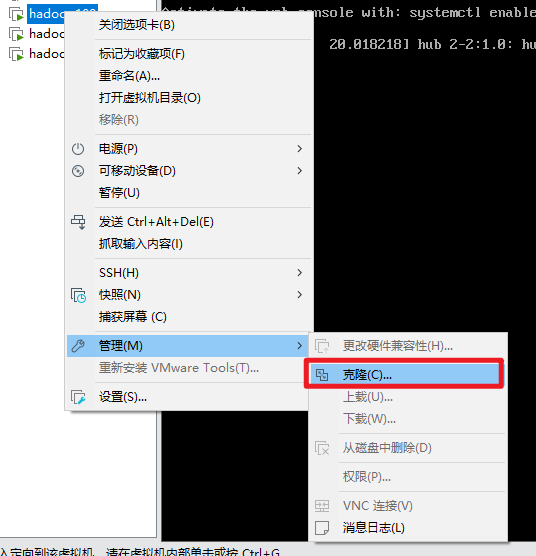 hadoo
hadoo
hadoo
web console with: systemctl enable
20.018218] hub 2-2:1.0: hu
关闭选项卡(B)
标记为收藏项(F)
重命名(A)...
打开虚拟机目录(O)
移除(R)
电源(P)
可移动设备(D)
暂停(U)
发送 Ctrl+Alt+Del(E)
抓取输入内容(I)
SSH(H)
快照(N)
捕获屏幕 (C)
管理(M)
重新安装 VMware Tools(T)...
设置(S)...
更改硬件兼容性(H)...
克隆(C)...
上载(U)...
下载(W)...
从磁盘中删除(D)
权限(P)...
VNC 连接(V)
消息日志(L)
入定向到该虚拟机，请在虚拟机内部单击或按 Ctrl+G